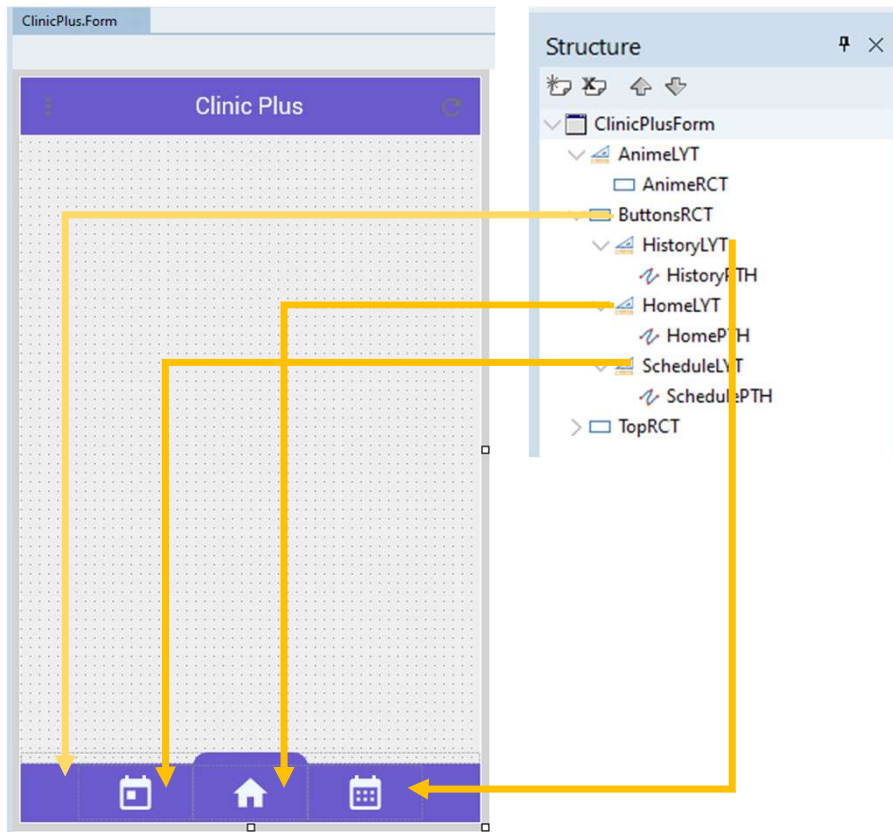 ClinicPlus.Form
Clinic Plus
Structure
ClinicPlusForm
AnimeLYT
AnimeRCT
ButtonsRCT
HistoryLYT
HistoryPTH
HomeLYT
HomePTH
ScheduleLYT
SchedulePTH
TopRCT